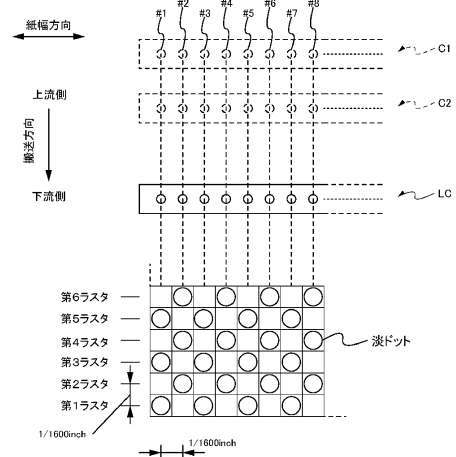 #1 #2 #3 #4 #5 #6 #7 #8
紙幅方向
C1
上流側
C2
搬送方向
下流側
LC
第6ラスタ
第5ラスタ
第4ラスタ
淡ドット
第3ラスタ
第2ラスタ
第1ラスタ
1/1600inch
1/1600inch